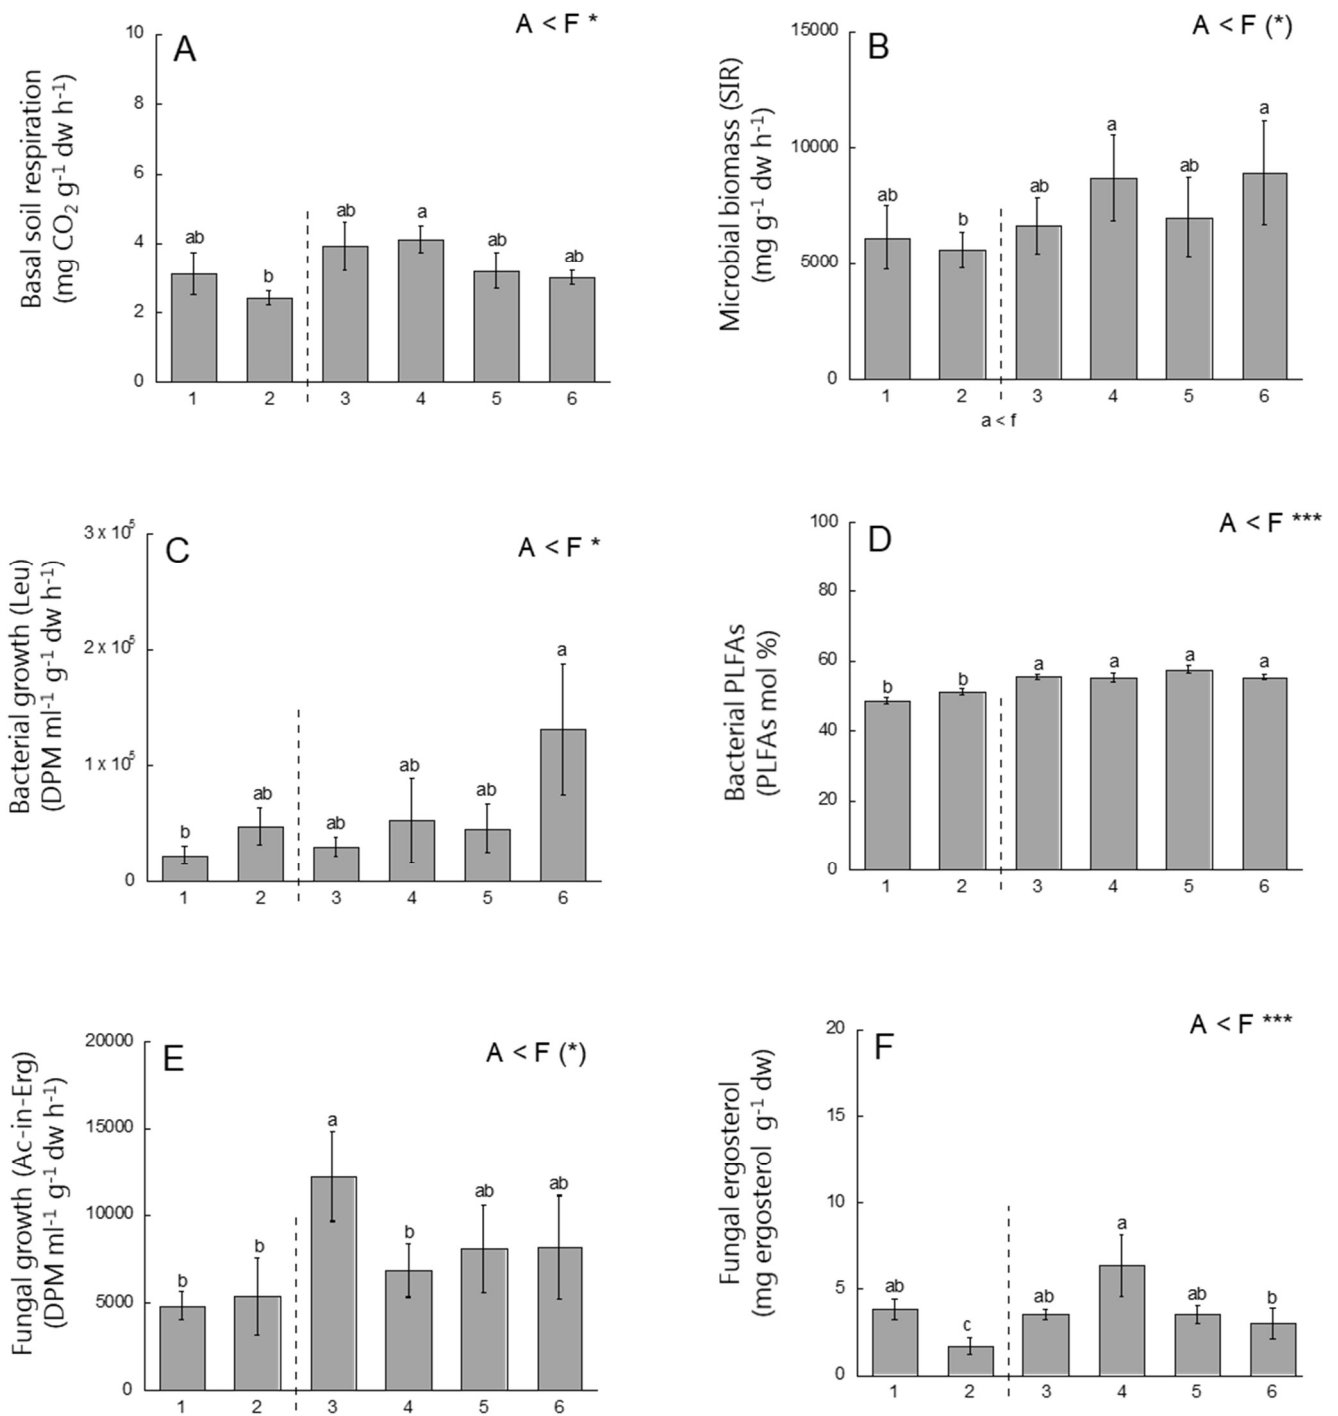 A
A < F *
Basal soil respiration
(mg CO₂ g⁻¹ dw h⁻¹)
10
8
6
4
2
0
ab
b
ab
a
ab
ab
1 2 3 4 5 6
B
A < F (*)
Microbial biomass (SIR)
(mg g⁻¹ dw h⁻¹)
15000
10000
5000
0
ab
b
ab
a
ab
a
1 2 3 4 5 6
a < f
C
A < F *
Bacterial growth (Leu)
(DPM ml⁻¹ g⁻¹ dw h⁻¹)
3 x 10⁵
2 x 10⁵
1 x 10⁵
0
b
ab
ab
ab
ab
a
1 2 3 4 5 6
D
A < F ***
Bacterial PLFAs
(PLFAs mol %)
100
80
60
40
20
0
b
b
a
a
a
a
1 2 3 4 5 6
E
A < F (*)
Fungal growth (Ac-in-Erg)
(DPM ml⁻¹ g⁻¹ dw h⁻¹)
20000
15000
10000
5000
0
b
b
a
b
ab
ab
1 2 3 4 5 6
F
A < F ***
Fungal ergosterol
(mg ergosterol g⁻¹ dw)
20
15
10
5
0
ab
c
ab
a
ab
b
1 2 3 4 5 6